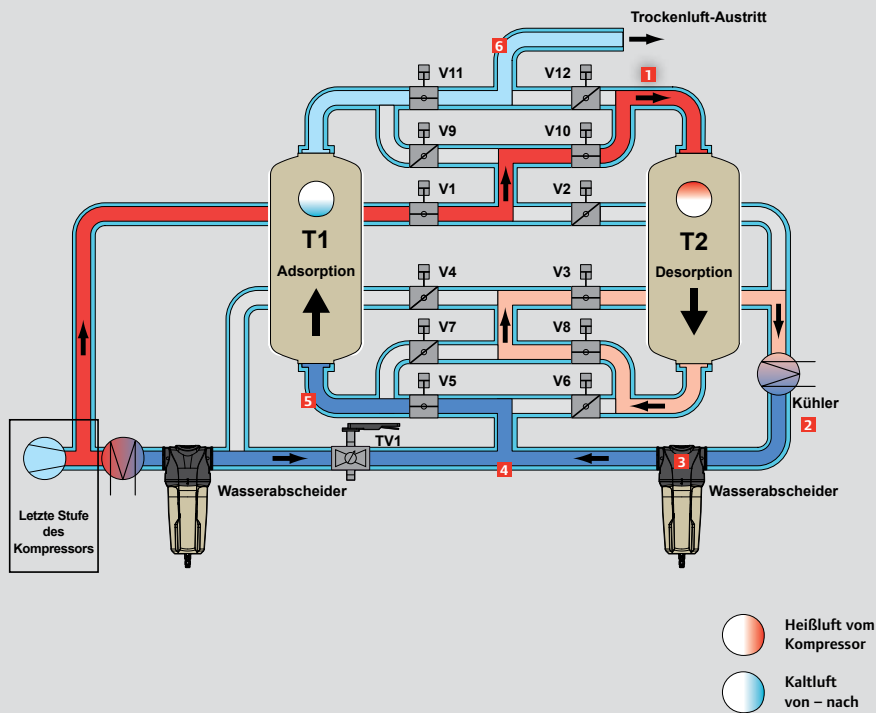 Trockenluft-Austritt
6
V11
V12
1
V9
V10
V1
V2
T1
Adsorption
T2
Desorption
V4
V3
V7
V8
V5
V6
5
Kühler
2
TV1
4
3
Wasserabscheider
Wasserabscheider
Letzte Stufe
des
Kompressors
Heißluft vom
Kompressor
Kaltluft
von – nach